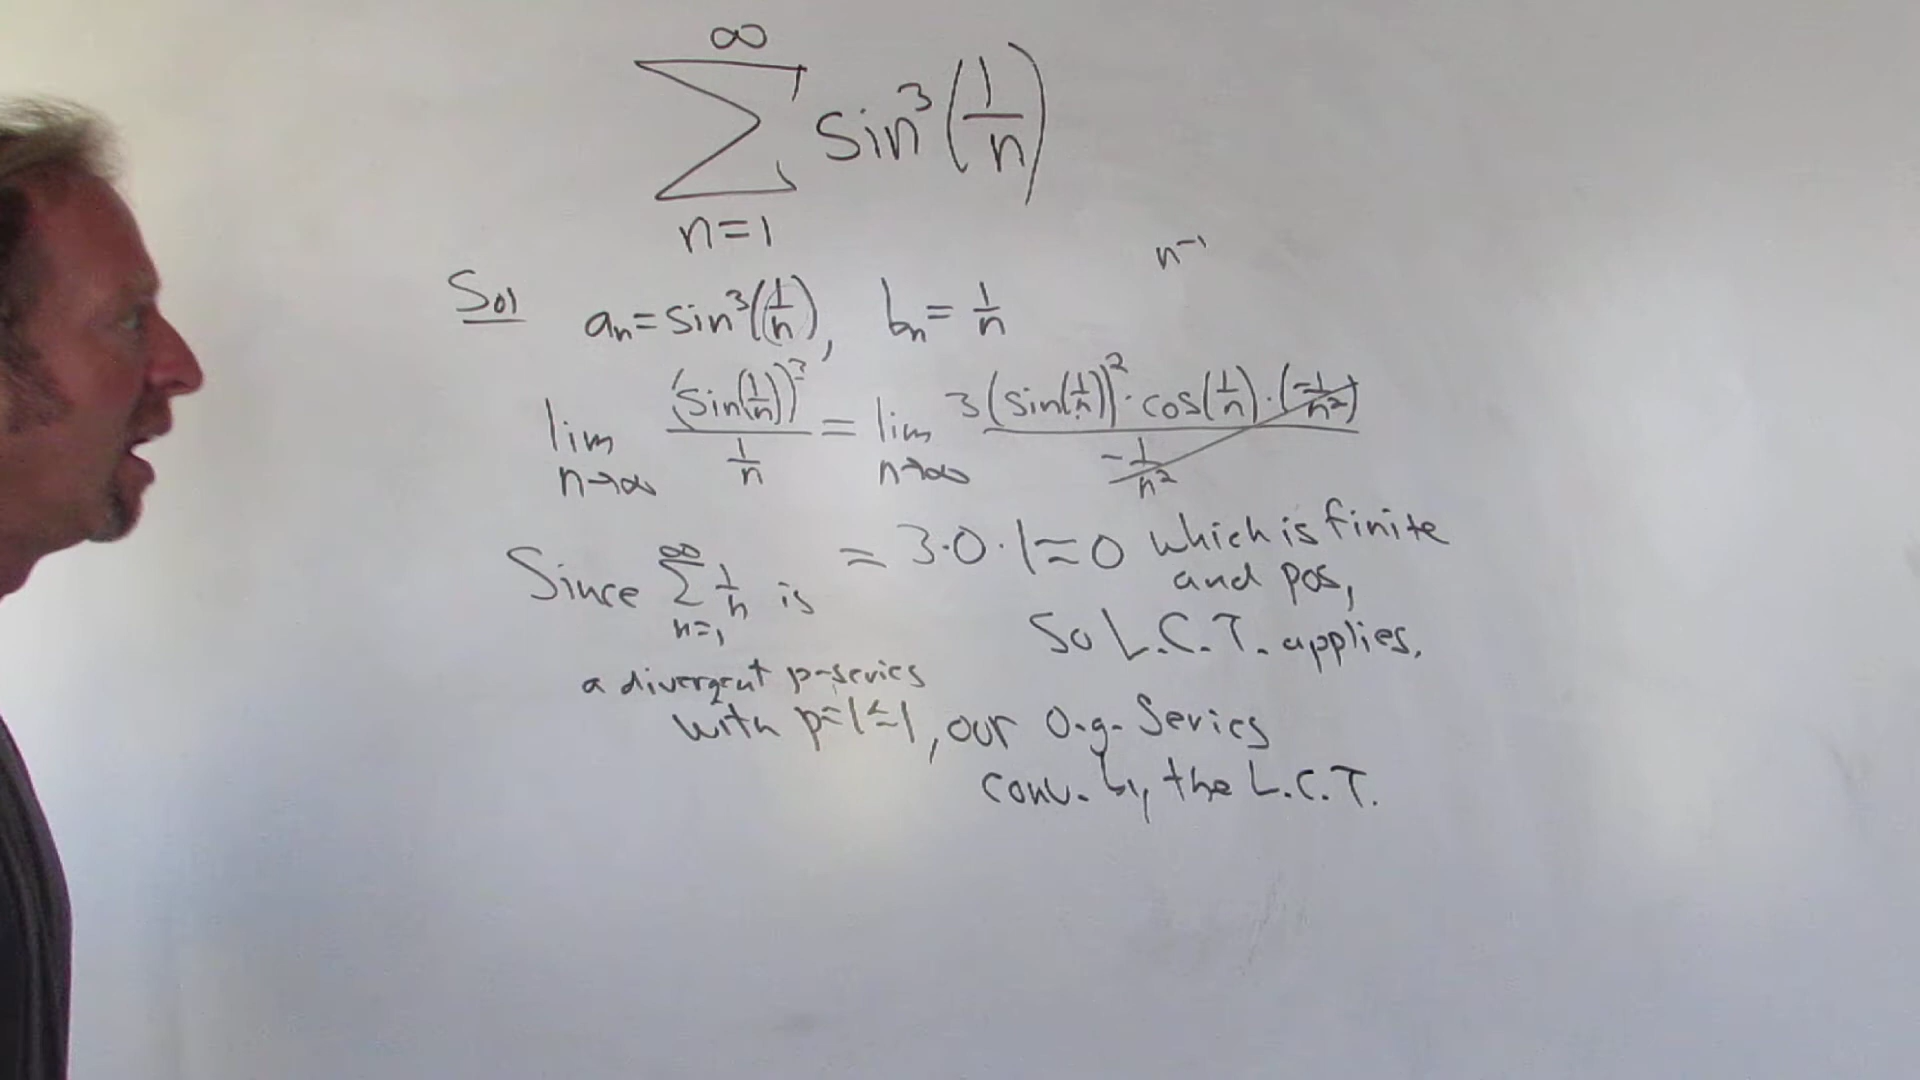 ∞
∑ sin³(1/n)
n=1
n⁻¹
Sol aₙ = sin³(1/n), bₙ = 1/n
lim n→∞ (sin(1/n))³ / (1/n) = lim n→∞ 3(sin(1/n))² · cos(1/n) · (-1/n²) / (-1/n²)
= 3·0·1 = 0 which is finite
and pos,
So L.C.T. applies.
Since ∞ ∑ n=1 1/n is
a divergent p-series
with p=1≤1, our o.g. Series
conv. by the L.C.T.